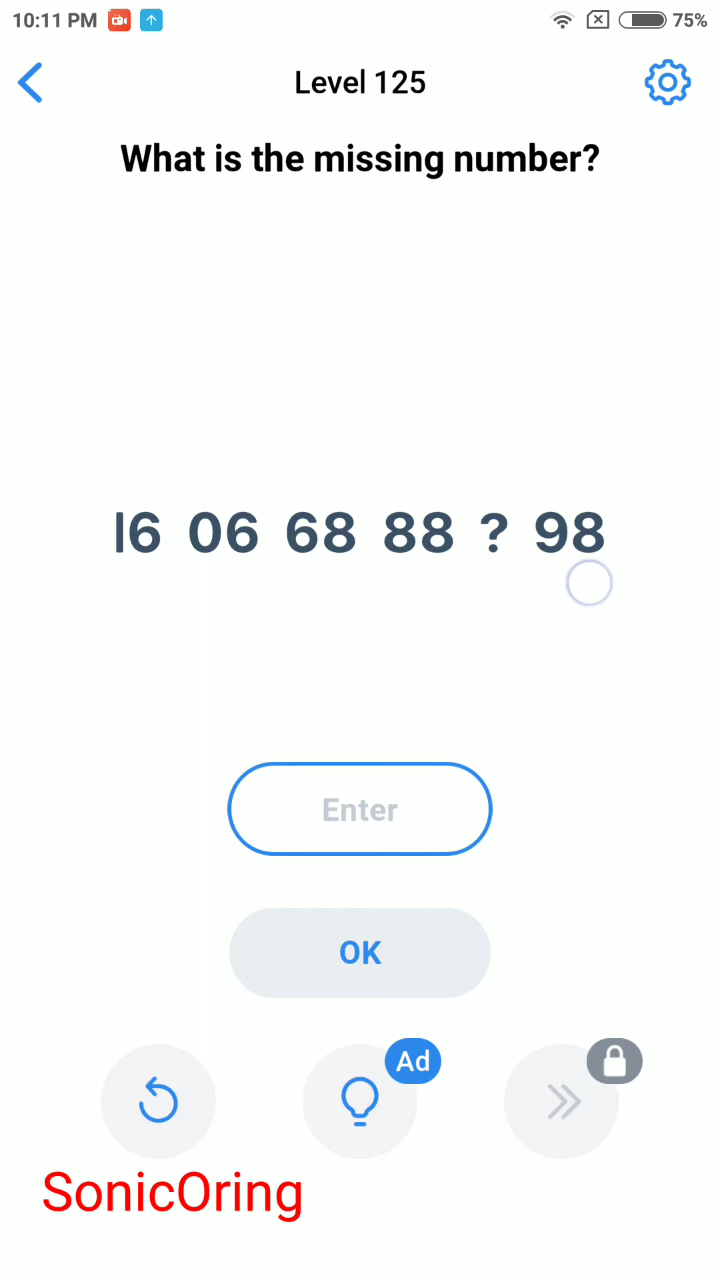 10:11 PM 75%
Level 125
What is the missing number?
I6 06 68 88 ? 98
Enter
OK
Ad
SonicOring